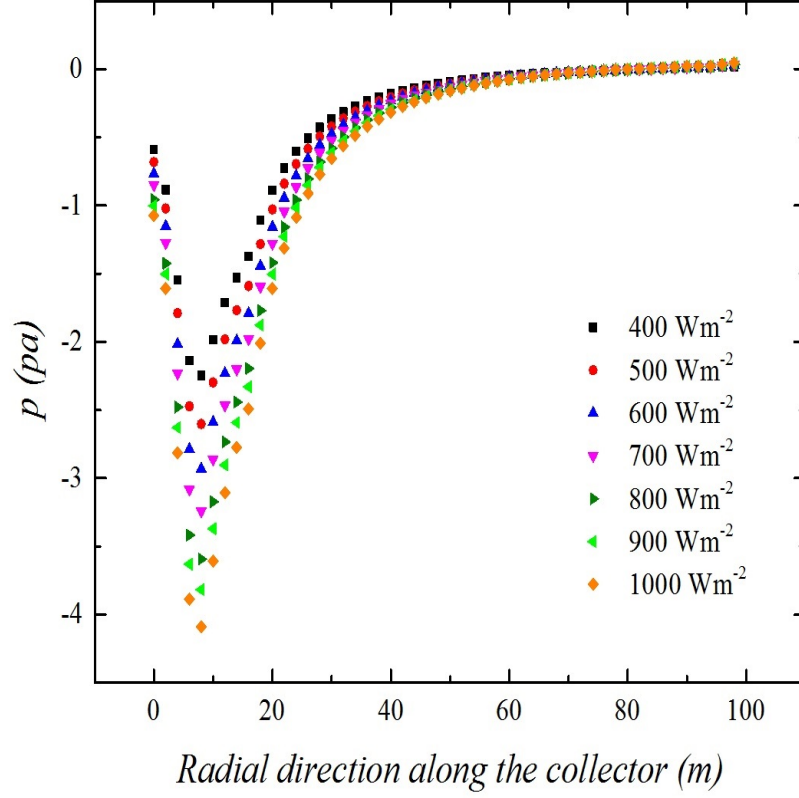 0
-1
-2
-3
-4
p (pa)
400 Wm-2
500 Wm-2
600 Wm-2
700 Wm-2
800 Wm-2
900 Wm-2
1000 Wm-2
0 20 40 60 80 100
Radial direction along the collector (m)